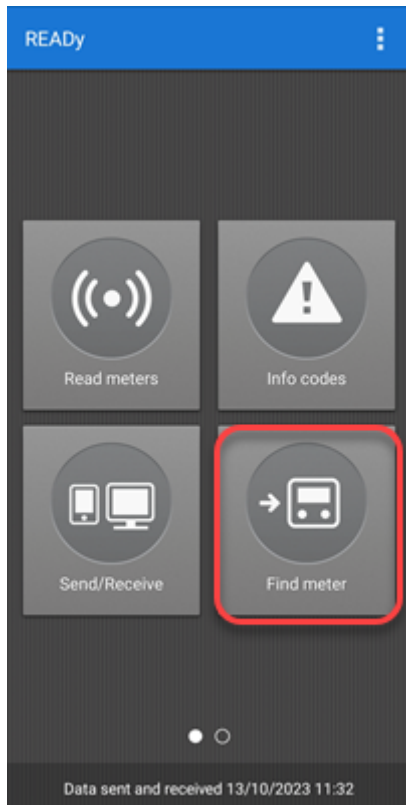 READy
Read meters
Info codes
Send/Receive
Find meter
Data sent and received 13/10/2023 11:32